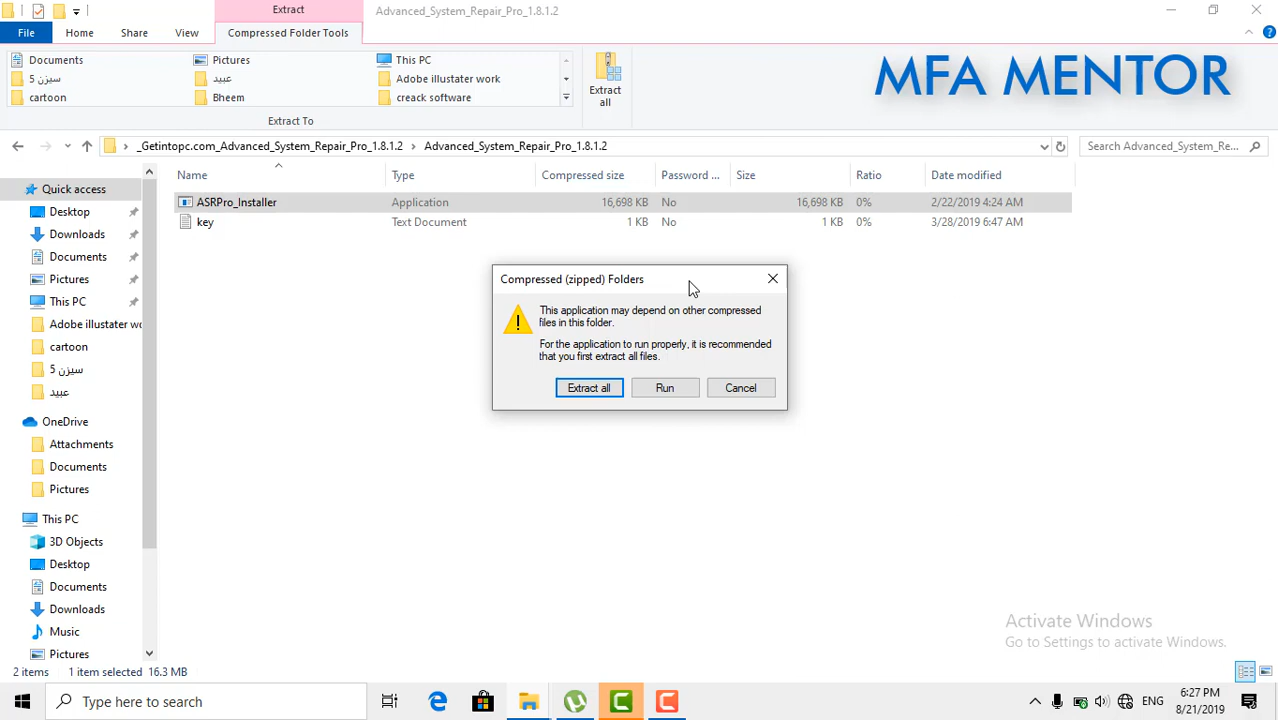 Extract
Advanced_System_Repair_Pro_1.8.1.2
File
Home
Share
View
Compressed Folder Tools
Documents
Pictures
This PC
سيزن 5
عبيد
Adobe illustater work
cartoon
Bheem
creack software
Extract all
Extract To
MFA MENTOR
_Getintopc.com_Advanced_System_Repair_Pro_1.8.1.2 › Advanced_System_Repair_Pro_1.8.1.2
Search Advanced_System_Re...
Name
Type
Compressed size
Password ...
Size
Ratio
Date modified
ASRPro_Installer Application 16,698 KB No 16,698 KB 0% 2/22/2019 4:24 AM
key Text Document 1 KB No 1 KB 0% 3/28/2019 6:47 AM
Quick access
Desktop
Downloads
Documents
Pictures
This PC
Adobe illustater wo
cartoon
سيزن 5
عبيد
OneDrive
Attachments
Documents
Pictures
This PC
3D Objects
Desktop
Documents
Downloads
Music
Pictures
Compressed (zipped) Folders
This application may depend on other compressed
files in this folder.
For the application to run properly, it is recommended
that you first extract all files.
Extract all
Run
Cancel
Activate Windows
Go to Settings to activate Windows.
2 items
1 item selected 16.3 MB
Type here to search
ENG
6:27 PM
8/21/2019